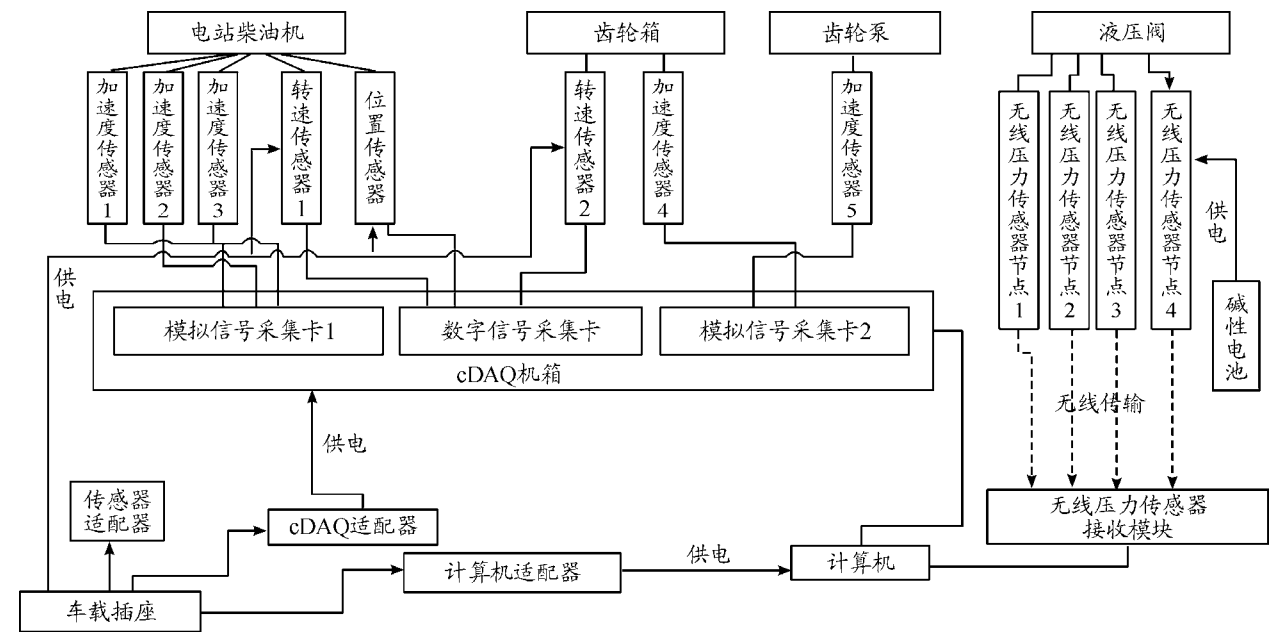 电站柴油机
齿轮箱
齿轮泵
液压阀
加速度传感器1
加速度传感器2
加速度传感器3
转速传感器1
位置传感器
转速传感器2
加速度传感器4
加速度传感器5
无线压力传感器节点1
无线压力传感器节点2
无线压力传感器节点3
无线压力传感器节点4
供电
供电
碱性电池
模拟信号采集卡1
数字信号采集卡
模拟信号采集卡2
cDAQ机箱
无线传输
供电
传感器
适配器
cDAQ适配器
无线压力传感器
接收模块
计算机适配器
供电
计算机
车载插座